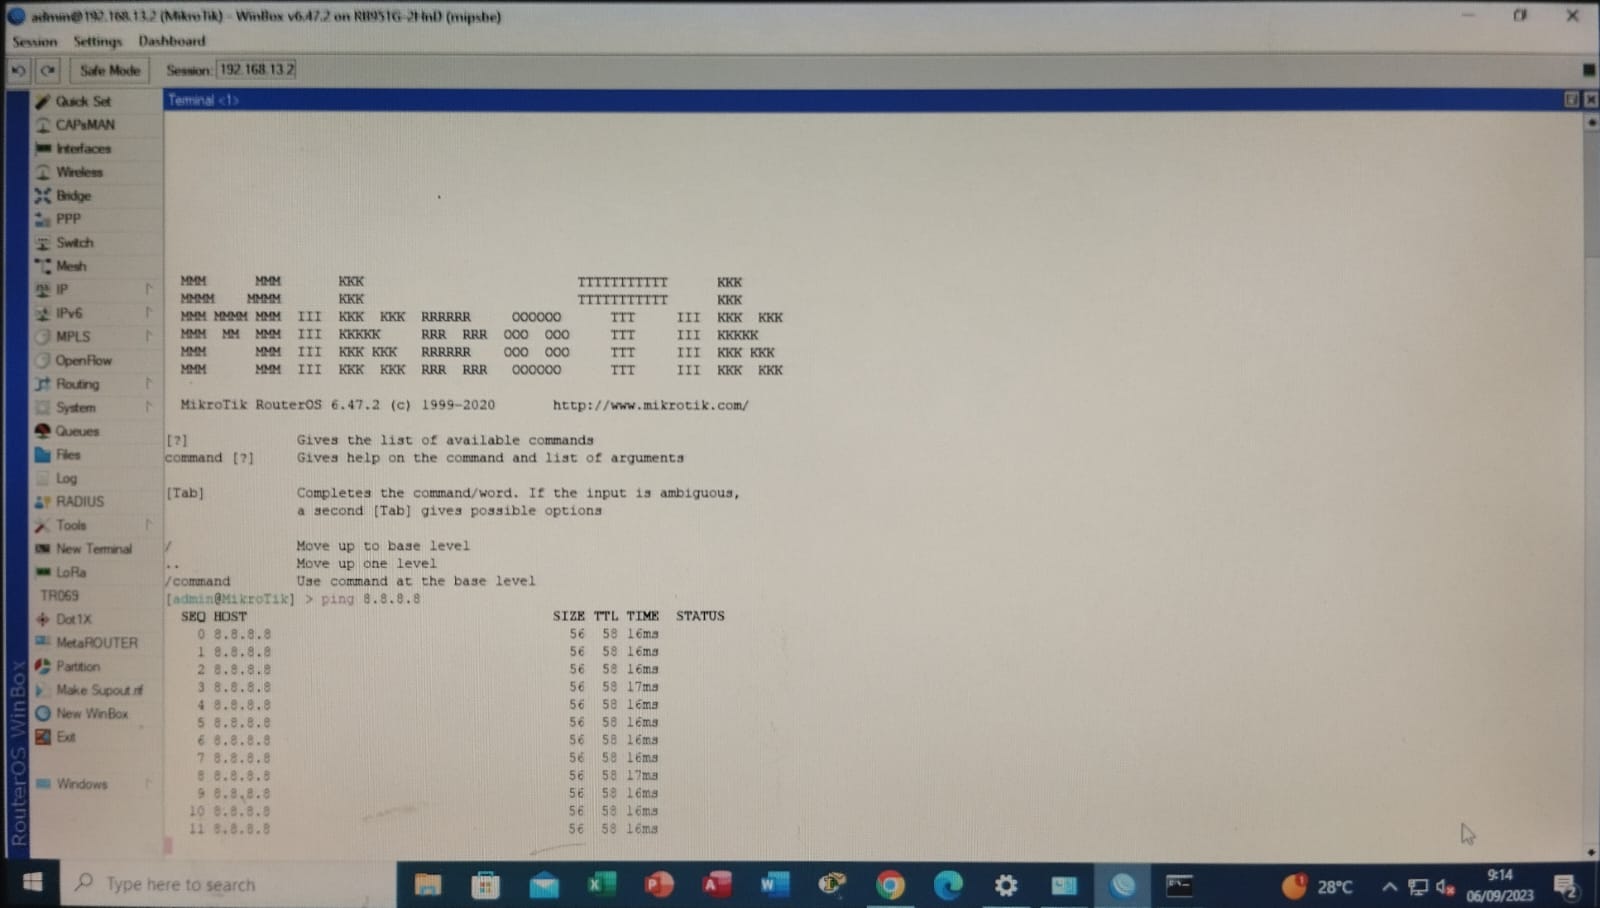 admin@192.168.13.2 (MikroTik) - WinBox v6.47.2 on RB951G-2HnD (mipsbe)
Session Settings Dashboard
Safe Mode Session: 192.168.13.2
Terminal <1>
Quick Set
CAPsMAN
Interfaces
Wireless
Bridge
PPP
Switch
Mesh
IP
IPv6
MPLS
OpenFlow
Routing
System
Queues
Files
Log
RADIUS
Tools
New Terminal
LoRa
TR069
Dot1X
MetaROUTER
Partition
Make Supout.rif
New WinBox
Exit
Windows
RouterOS WinBox
MMM      MMM       KKK                          TTTTTTTTTTT      KKK
MMMM    MMMM       KKK                          TTTTTTTTTTT      KKK
MMM MMMM MMM  III  KKK  KKK  RRRRRR     OOOOOO      TTT     III  KKK  KKK
MMM  MM  MMM  III  KKKKK     RRR  RRR  OOO  OOO     TTT     III  KKKKK
MMM      MMM  III  KKK KKK   RRRRRR    OOO  OOO     TTT     III  KKK KKK
MMM      MMM  III  KKK  KKK  RRR  RRR   OOOOOO      TTT     III  KKK  KKK
MikroTik RouterOS 6.47.2 (c) 1999-2020       http://www.mikrotik.com/
[?]             Gives the list of available commands
command [?]     Gives help on the command and list of arguments
[Tab]           Completes the command/word. If the input is ambiguous,
a second [Tab] gives possible options
/               Move up to base level
..              Move up one level
/command        Use command at the base level
[admin@MikroTik] > ping 8.8.8.8
SEQ HOST                                     SIZE TTL TIME  STATUS
0 8.8.8.8                                    56  58 16ms
1 8.8.8.8                                    56  58 16ms
2 8.8.8.8                                    56  58 16ms
3 8.8.8.8                                    56  58 17ms
4 8.8.8.8                                    56  58 16ms
5 8.8.8.8                                    56  58 16ms
6 8.8.8.8                                    56  58 16ms
7 8.8.8.8                                    56  58 16ms
8 8.8.8.8                                    56  58 17ms
9 8.8.8.8                                    56  58 16ms
10 8.8.8.8                                    56  58 16ms
11 8.8.8.8                                    56  58 16ms
Type here to search
28°C
9:14
06/09/2023
2